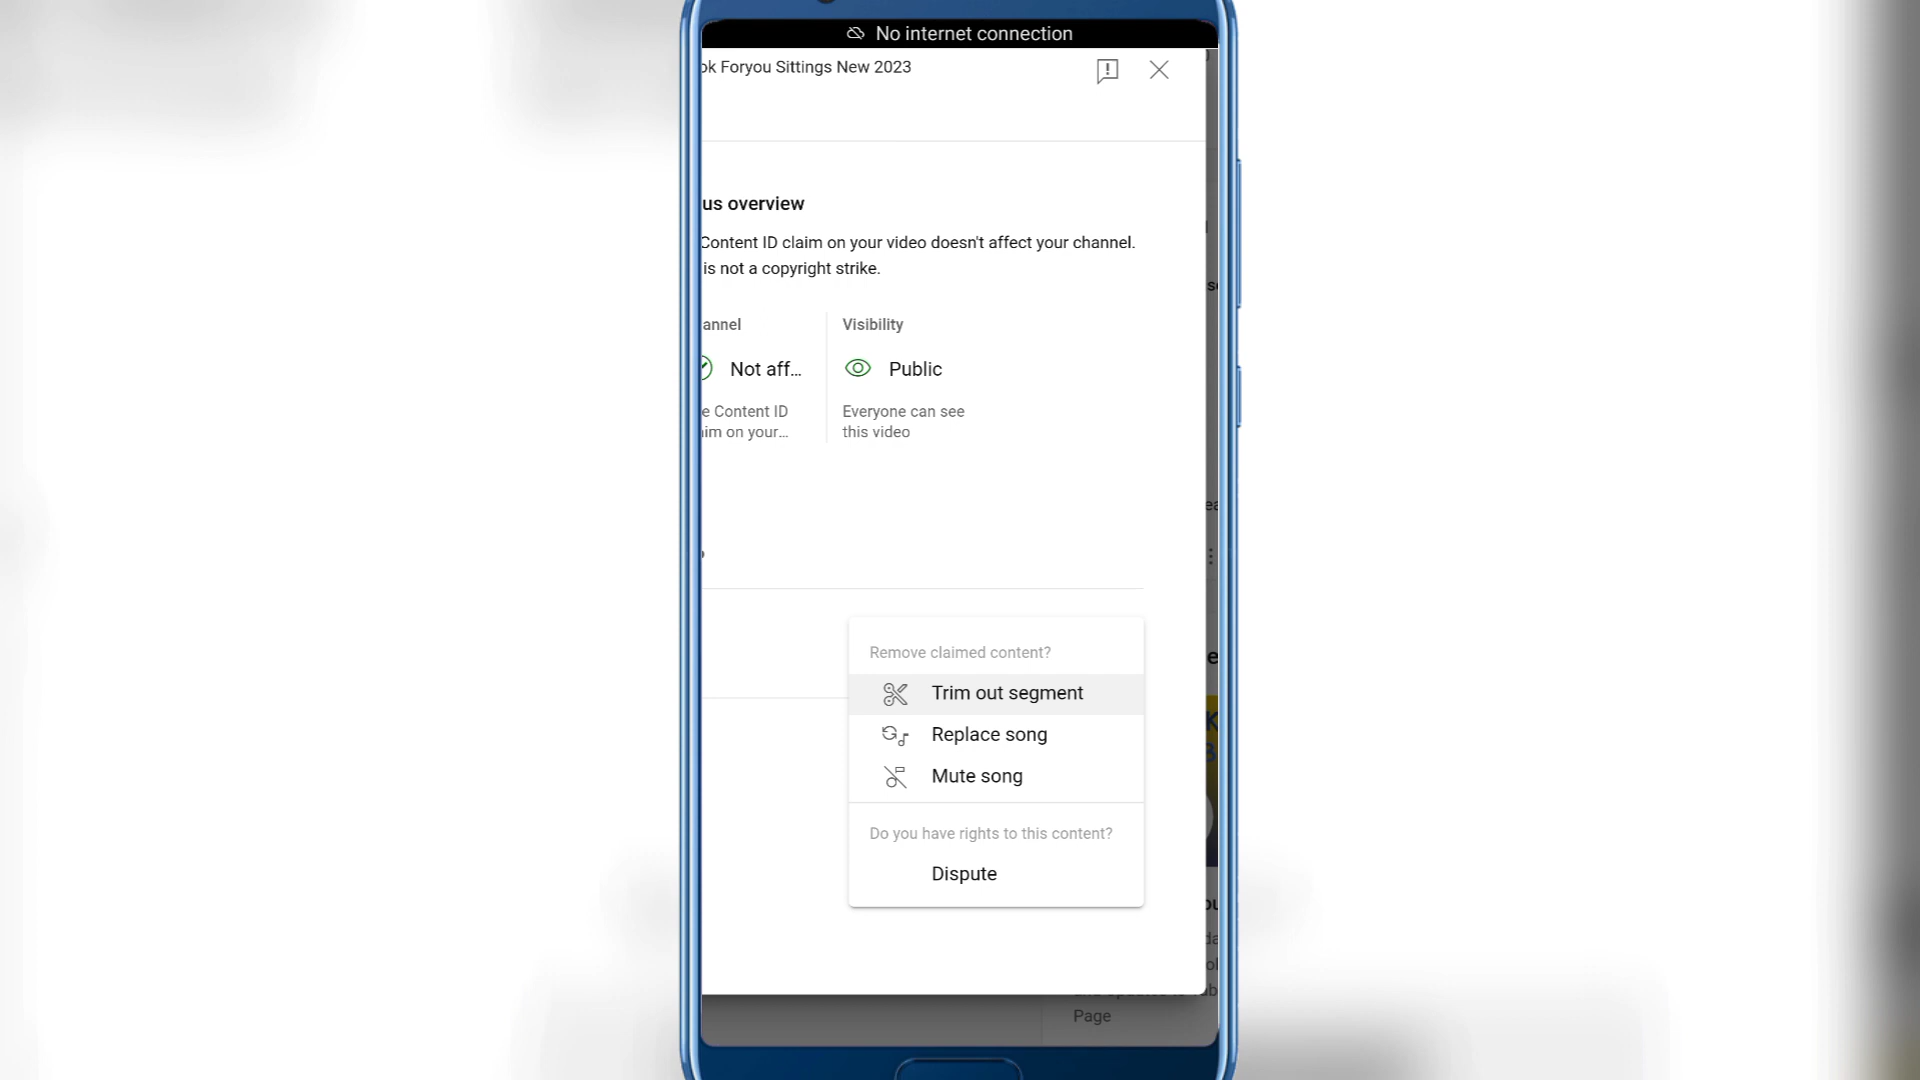 No internet connection
ok Foryou Sittings New 2023
us overview
Content ID claim on your video doesn't affect your channel.
is not a copyright strike.
annel
Visibility
Not aff...
Public
e Content ID
Everyone can see
im on your...
this video
Remove claimed content?
Trim out segment
Replace song
Mute song
Do you have rights to this content?
Dispute
Page